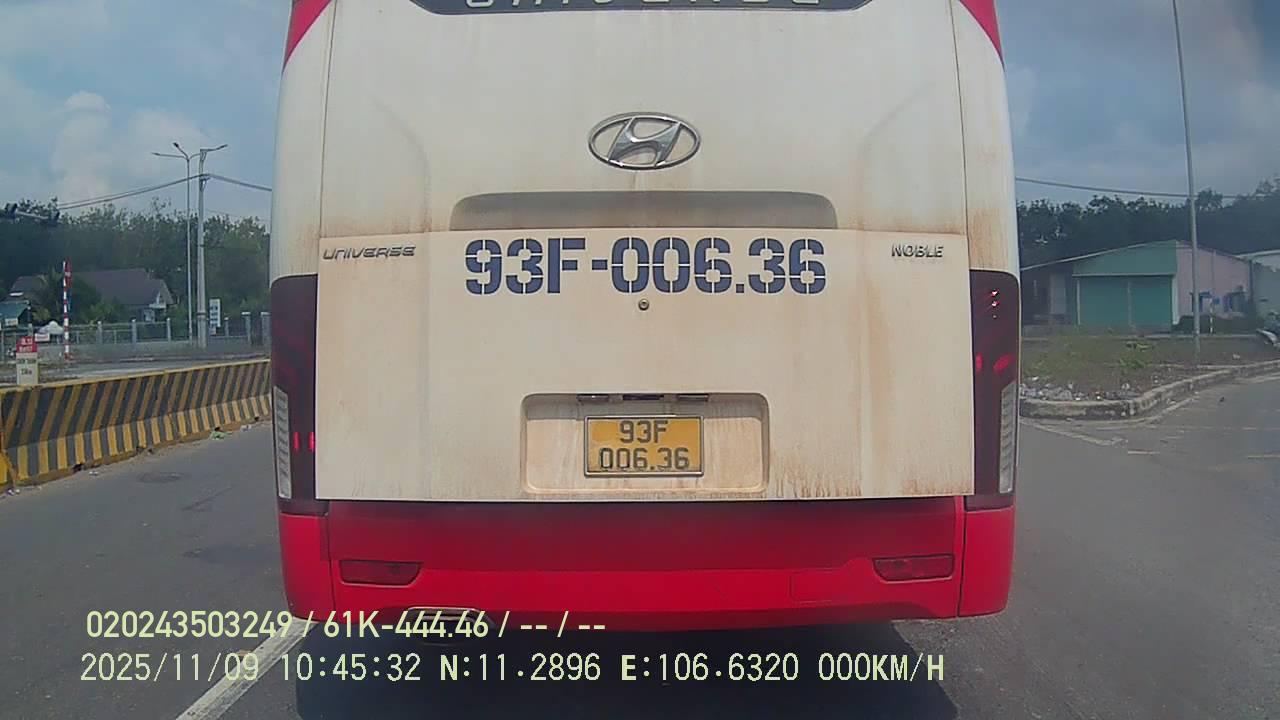 UNIVERSE
UNIVERSE
93F-006.36
NOBLE
93F
006.36
020243503249 / 61K-444.46 / -- / --
2025/11/09 10:45:32 N:11.2896 E:106.6320 000KM/H